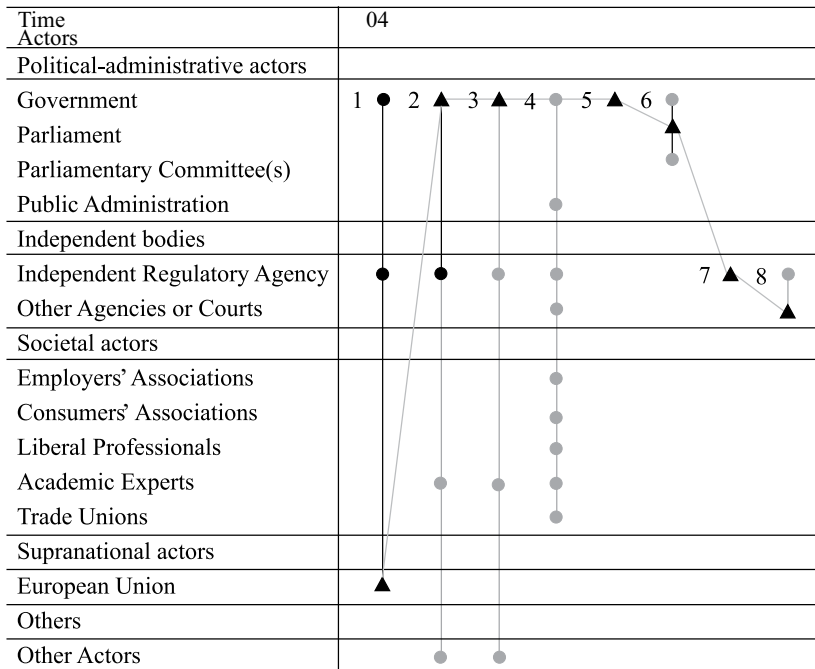 Time 04
Actors
Political-administrative actors
Government 1 2 3 4 5 6
Parliament
Parliamentary Committee(s)
Public Administration
Independent bodies
Independent Regulatory Agency 7 8
Other Agencies or Courts
Societal actors
Employers’ Associations
Consumers’ Associations
Liberal Professionals
Academic Experts
Trade Unions
Supranational actors
European Union
Others
Other Actors